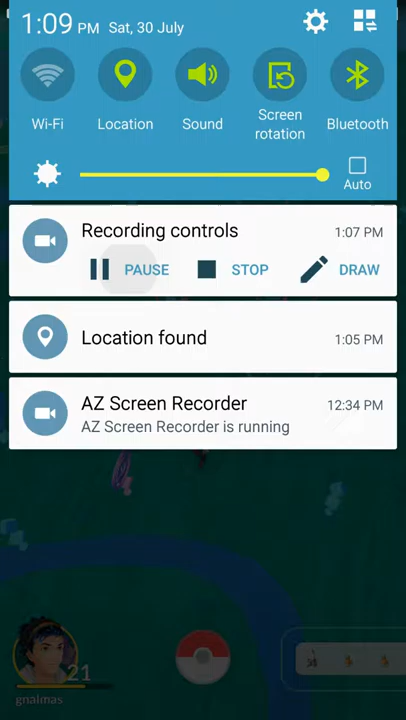 1:09 PM Sat, 30 July
Wi-Fi
Location
Sound
Screen rotation
Bluetooth
Auto
Recording controls 1:07 PM
PAUSE STOP DRAW
Location found 1:05 PM
AZ Screen Recorder 12:34 PM
AZ Screen Recorder is running
21
gnalmas